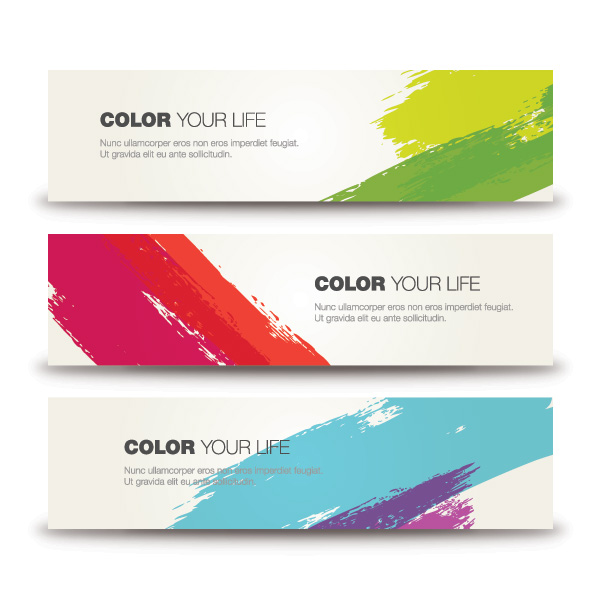 COLOR YOUR LIFE
Nunc ullamcorper eros non eros imperdiet feugiat.
Ut gravida elit eu ante sollicitudin.
COLOR YOUR LIFE
Nunc ullamcorper eros non eros imperdiet feugiat.
Ut gravida elit eu ante sollicitudin.
COLOR YOUR LIFE
Nunc ullamcorper eros non eros imperdiet feugiat.
Ut gravida elit eu ante sollicitudin.